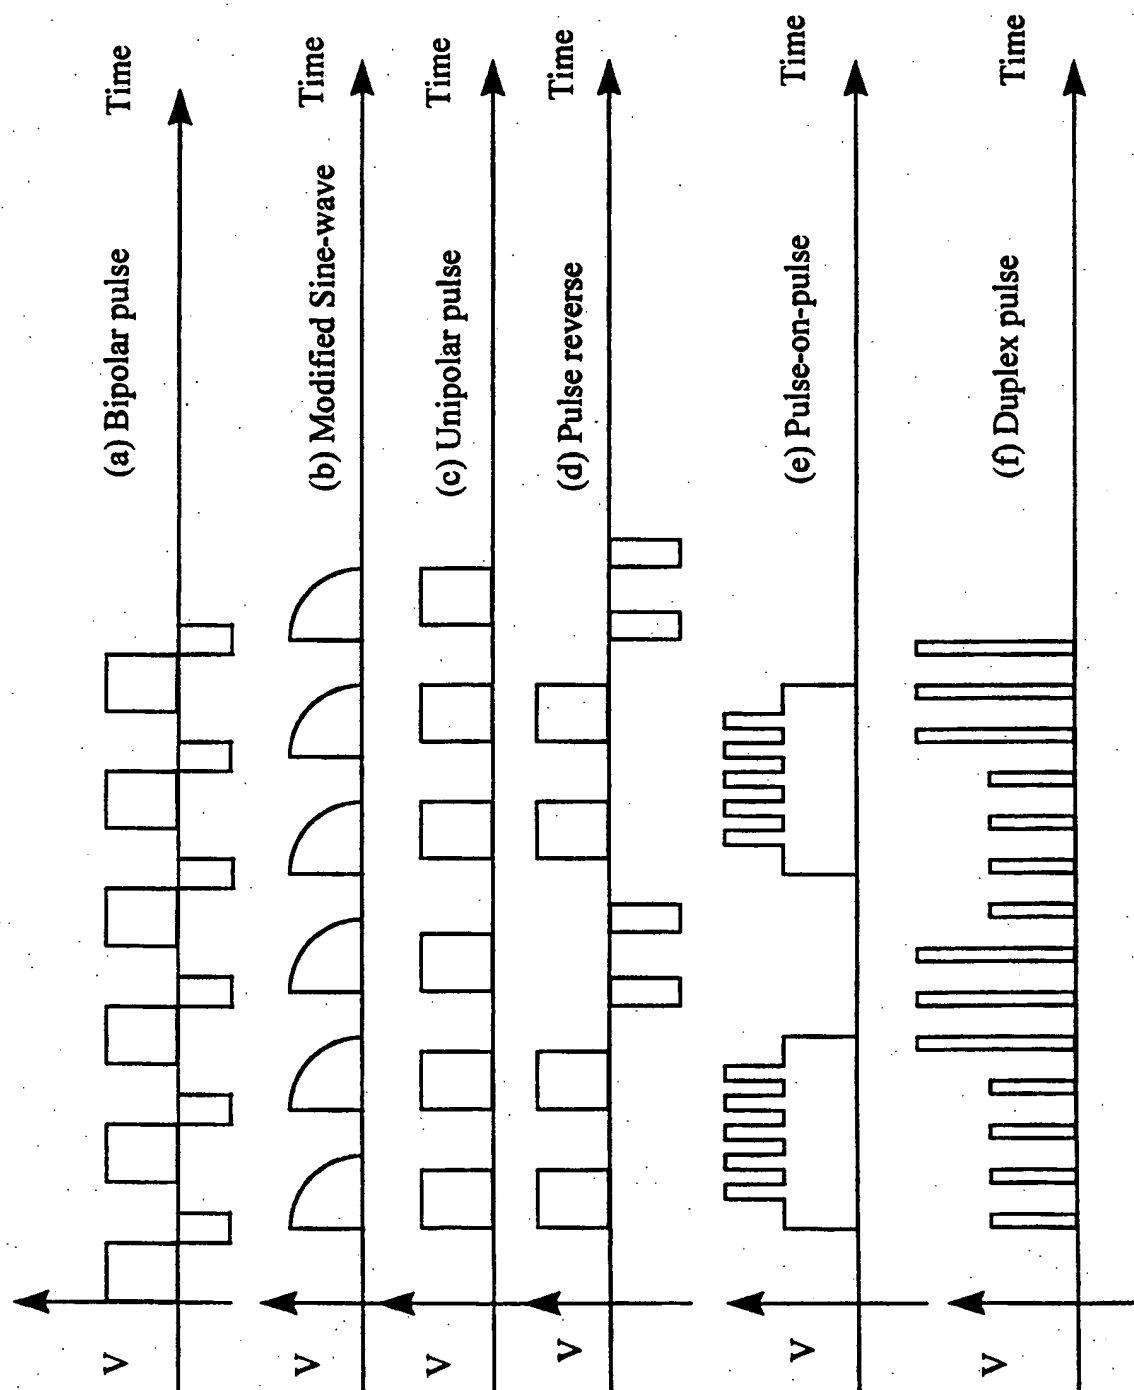 V
(a) Bipolar pulse
Time
V
(b) Modified Sine-wave
Time
V
(c) Unipolar pulse
Time
V
(d) Pulse reverse
Time
V
(e) Pulse-on-pulse
Time
V
(f) Duplex pulse
Time